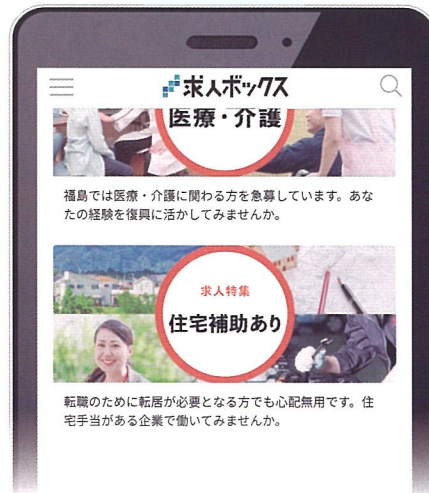 求人ボックス
医療・介護
福島では医療・介護に関わる方を急募しています。あな
たの経験を復興に活かしてみませんか。
求人特集
住宅補助あり
転職のために転居が必要となる方でも心配無用です。住
宅手当がある企業で働いてみませんか。